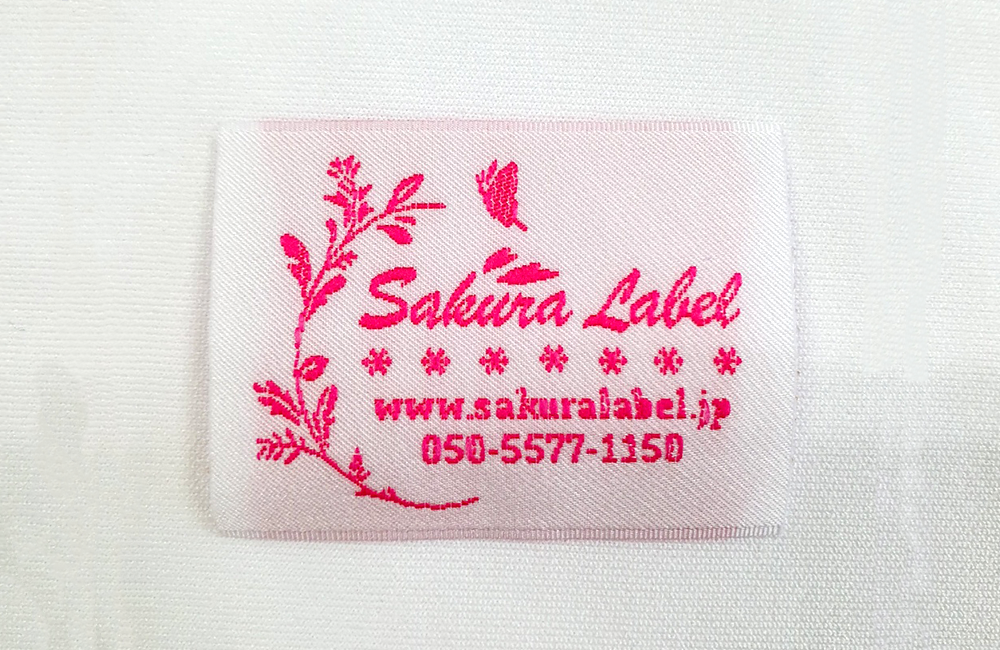 Sakura Label
* * * * * * *
www.sakuralabel.jp
050-5577-1150